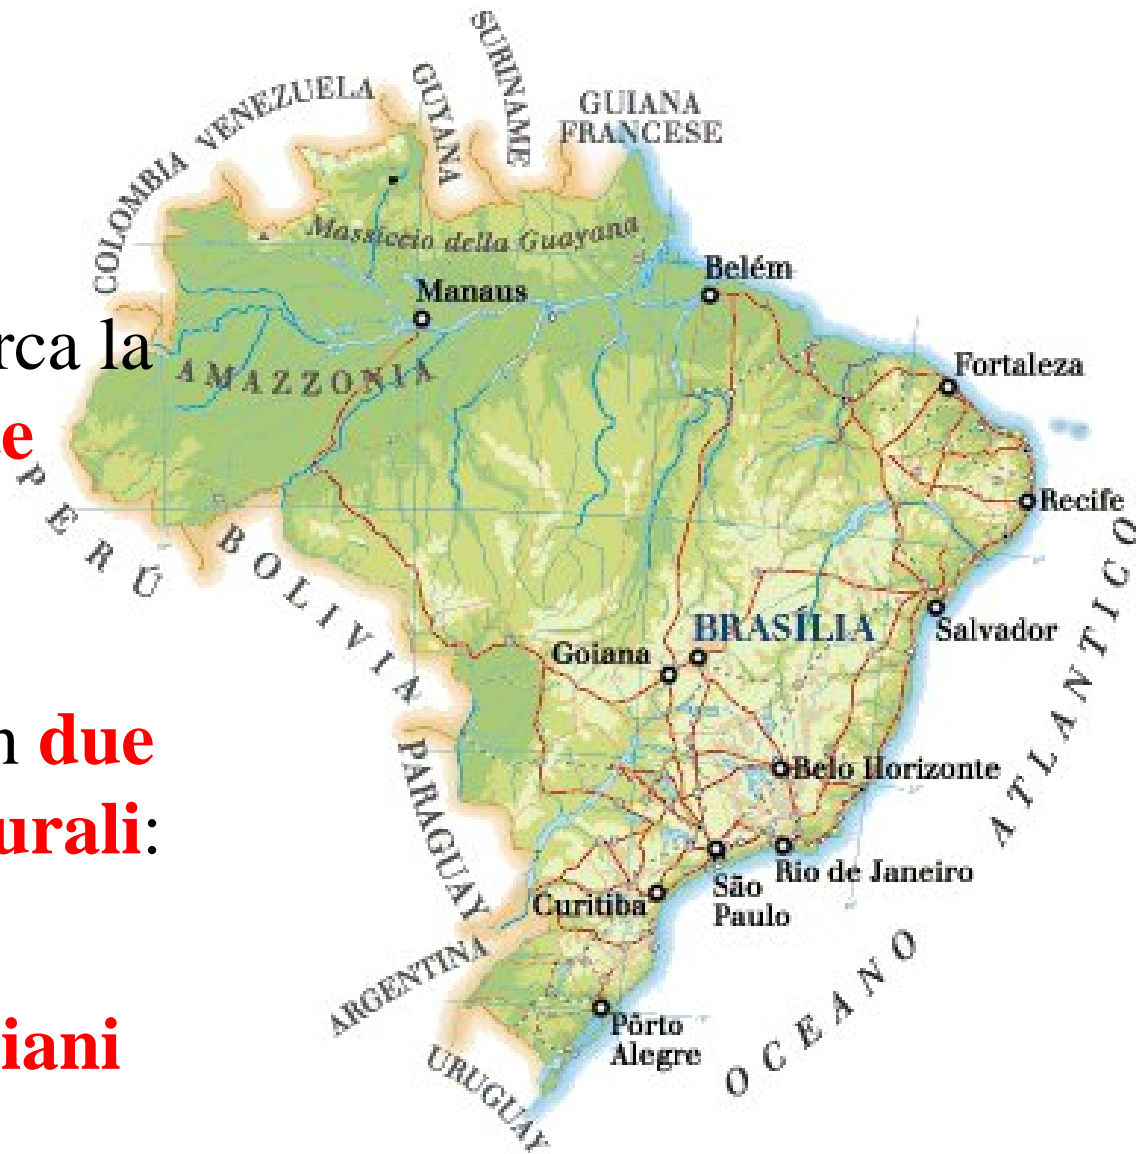 SURINAME
GUYANA
VENEZUELA
GUIANA
FRANCESE
COLOMBIA
Massiccio della Guayana
Belém
Manaus
rca la
AMAZZONIA
Fortaleza
te
PERÚ
Recife
BOLIVIA
BRASÍLIA
Salvador
Goiana
n due
PARAGUAY
Belo Horizonte
urali:
OCEANO ATLANTICO
Rio de Janeiro
São
Paulo
Curitiba
ARGENTINA
iani
Pôrto
Alegre
URUGUAY